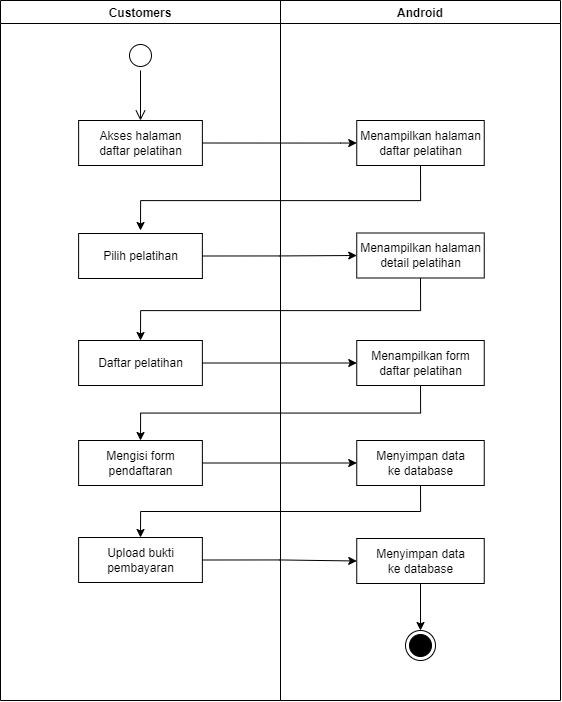 Customers
Android
Akses halaman
daftar pelatihan
Menampilkan halaman
daftar pelatihan
Pilih pelatihan
Menampilkan halaman
detail pelatihan
Daftar pelatihan
Menampilkan form
daftar pelatihan
Mengisi form
pendaftaran
Menyimpan data
ke database
Upload bukti
pembayaran
Menyimpan data
ke database